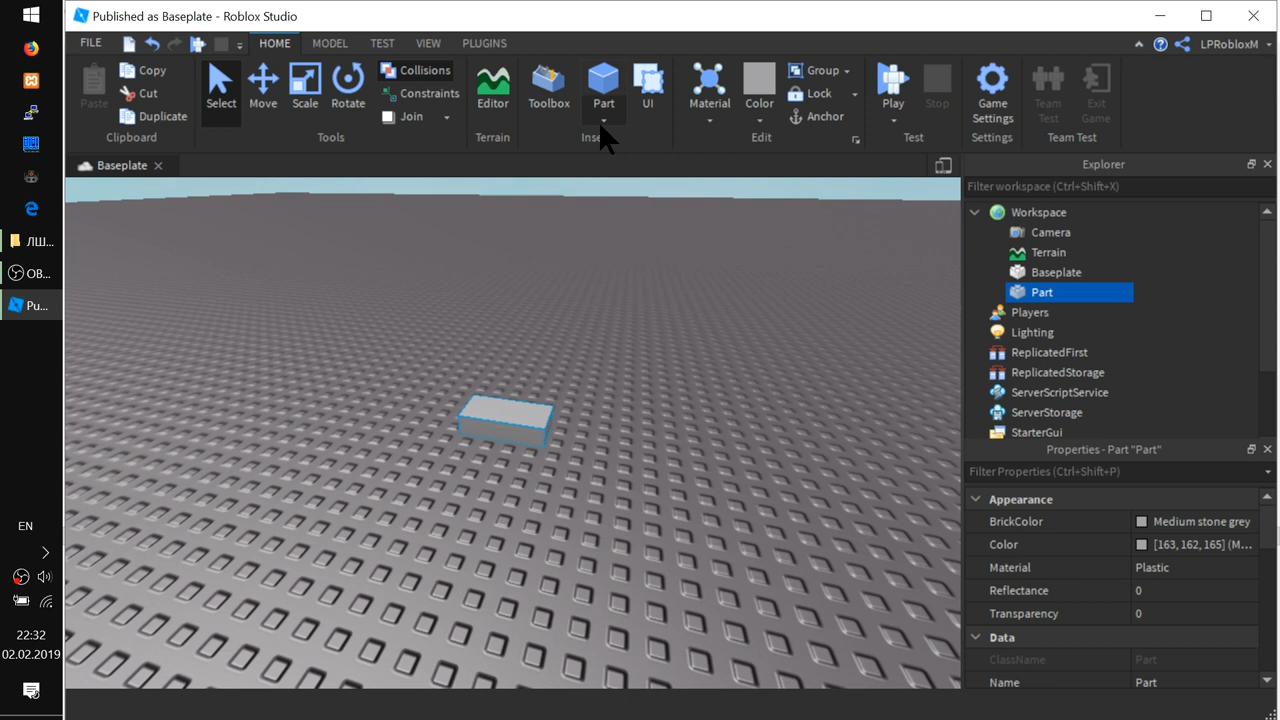 Published as Baseplate - Roblox Studio
FILE
HOME
MODEL
TEST
VIEW
PLUGINS
LPRobloxM
Paste
Copy
Cut
Duplicate
Clipboard
Select
Move
Scale
Rotate
Collisions
Constraints
Join
Tools
Editor
Terrain
Toolbox
Part
UI
Material
Color
Group
Lock
Anchor
Edit
Play
Stop
Test
Game
Settings
Settings
Team
Test
Exit
Game
Team Test
Baseplate
Explorer
Filter workspace (Ctrl+Shift+X)
Workspace
Camera
Terrain
Baseplate
Part
Players
Lighting
ReplicatedFirst
ReplicatedStorage
ServerScriptService
ServerStorage
StarterGui
Properties - Part "Part"
Filter Properties (Ctrl+Shift+P)
Appearance
BrickColor Medium stone grey
Color [163, 162, 165] (M...
Material Plastic
Reflectance 0
Transparency 0
Data
ClassName Part
Name Part
ЛШ...
ОВ...
Pu...
EN
22:32
02.02.2019